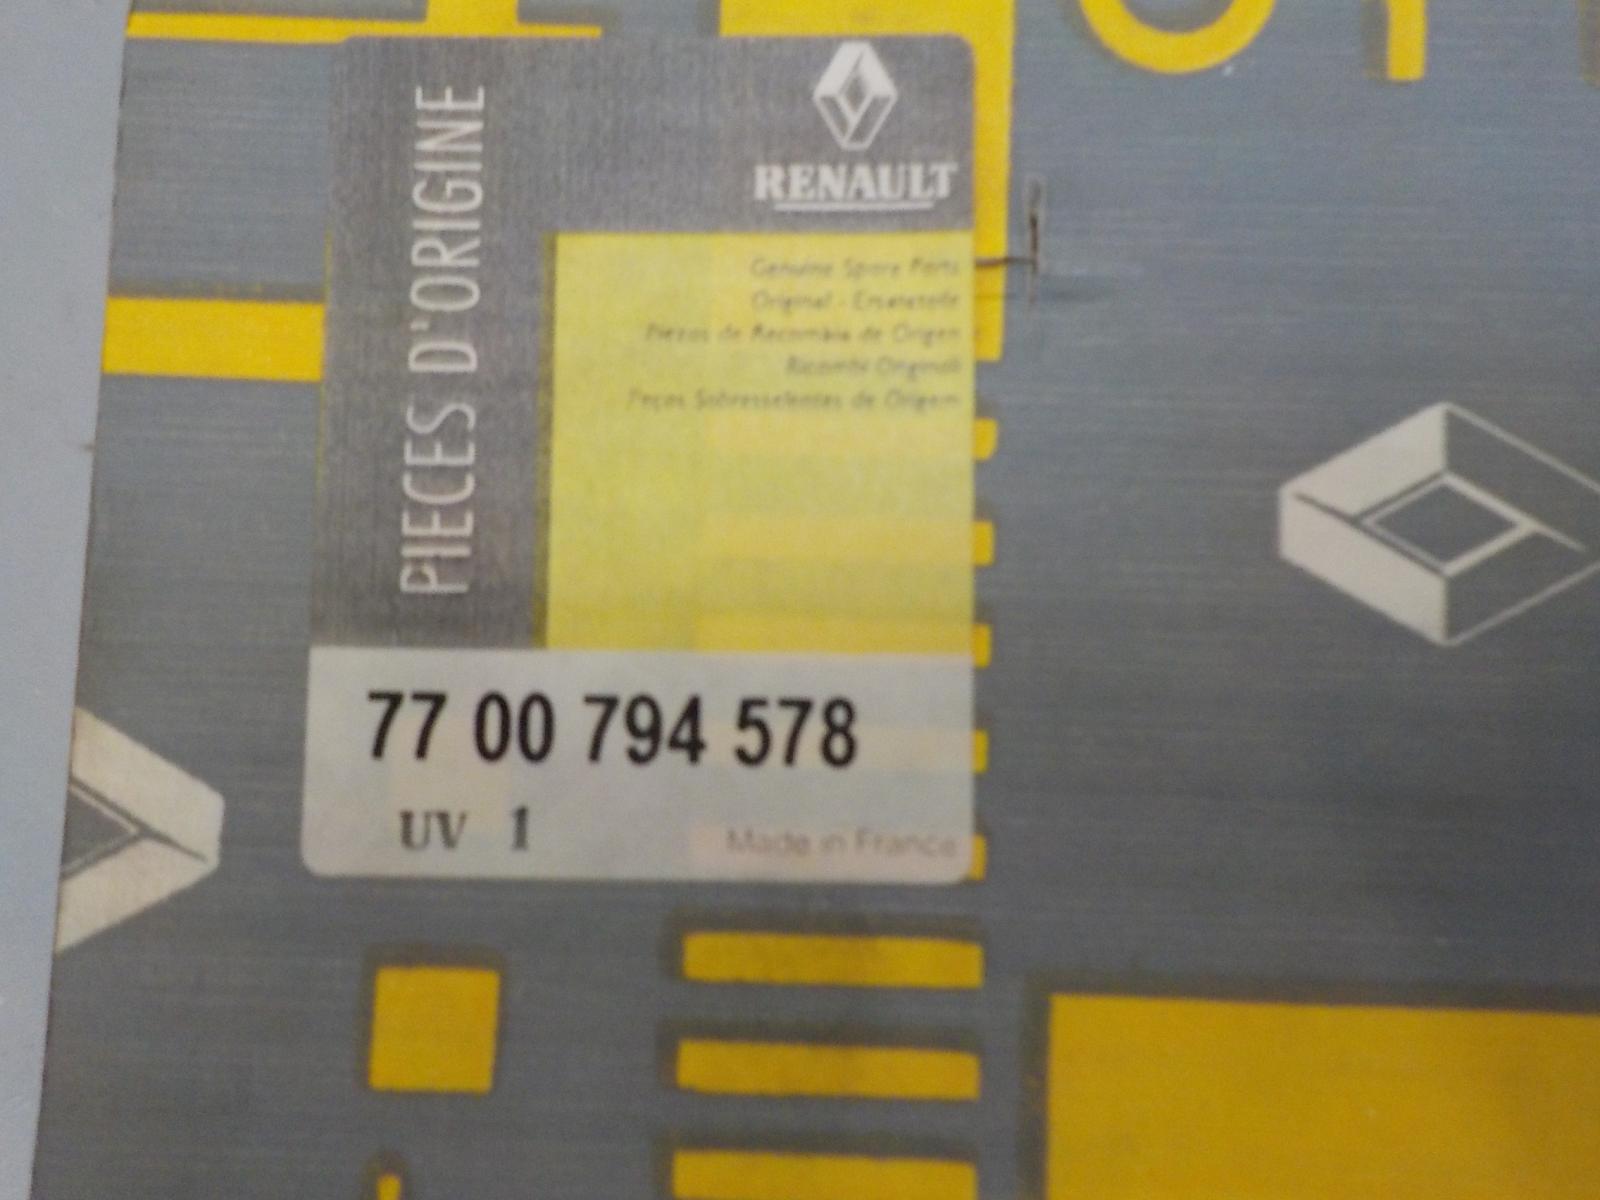 PIECES D'ORIGINE
RENAULT
Genuine Spare Parts
Original - Ersatzteile
Piezas de Recambio de Origen
Ricambi Originali
Peças Sobresselentes de Origem
77 00 794 578
UV 1
Made in France